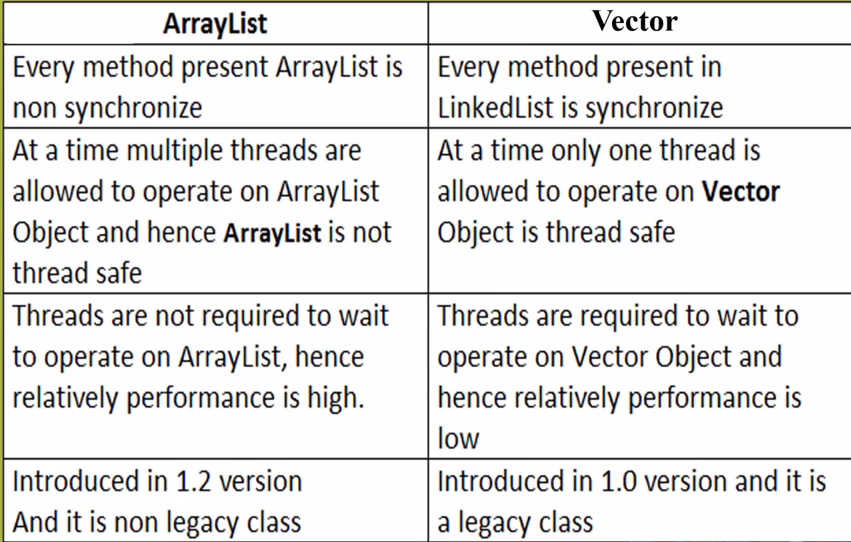 ArrayList
Vector
Every method present ArrayList is
non synchronize
Every method present in
LinkedList is synchronize
At a time multiple threads are
allowed to operate on ArrayList
Object and hence ArrayList is not
thread safe
At a time only one thread is
allowed to operate on Vector
Object is thread safe
Threads are not required to wait
to operate on ArrayList, hence
relatively performance is high.
Threads are required to wait to
operate on Vector Object and
hence relatively performance is
low
Introduced in 1.2 version
And it is non legacy class
Introduced in 1.0 version and it is
a legacy class